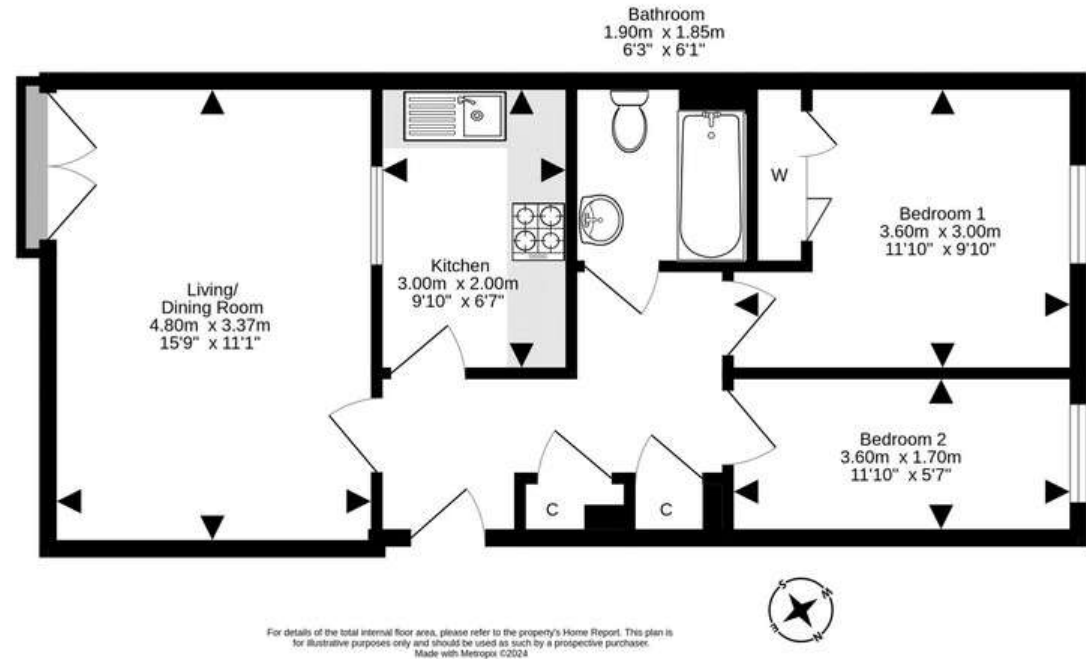 Bathroom
1.90m x 1.85m
6'3" x 6'1"
W
Bedroom 1
3.60m x 3.00m
11'10" x 9'10"
Kitchen
3.00m x 2.00m
9'10" x 6'7"
Living/
Dining Room
4.80m x 3.37m
15'9" x 11'1"
Bedroom 2
3.60m x 1.70m
11'10" x 5'7"
C
C
S
W
E
N
For details of the total internal floor area, please refer to the property's Home Report. This plan is
for illustrative purposes only and should be used as such by a prospective purchaser.
Made with Metropix ©2024